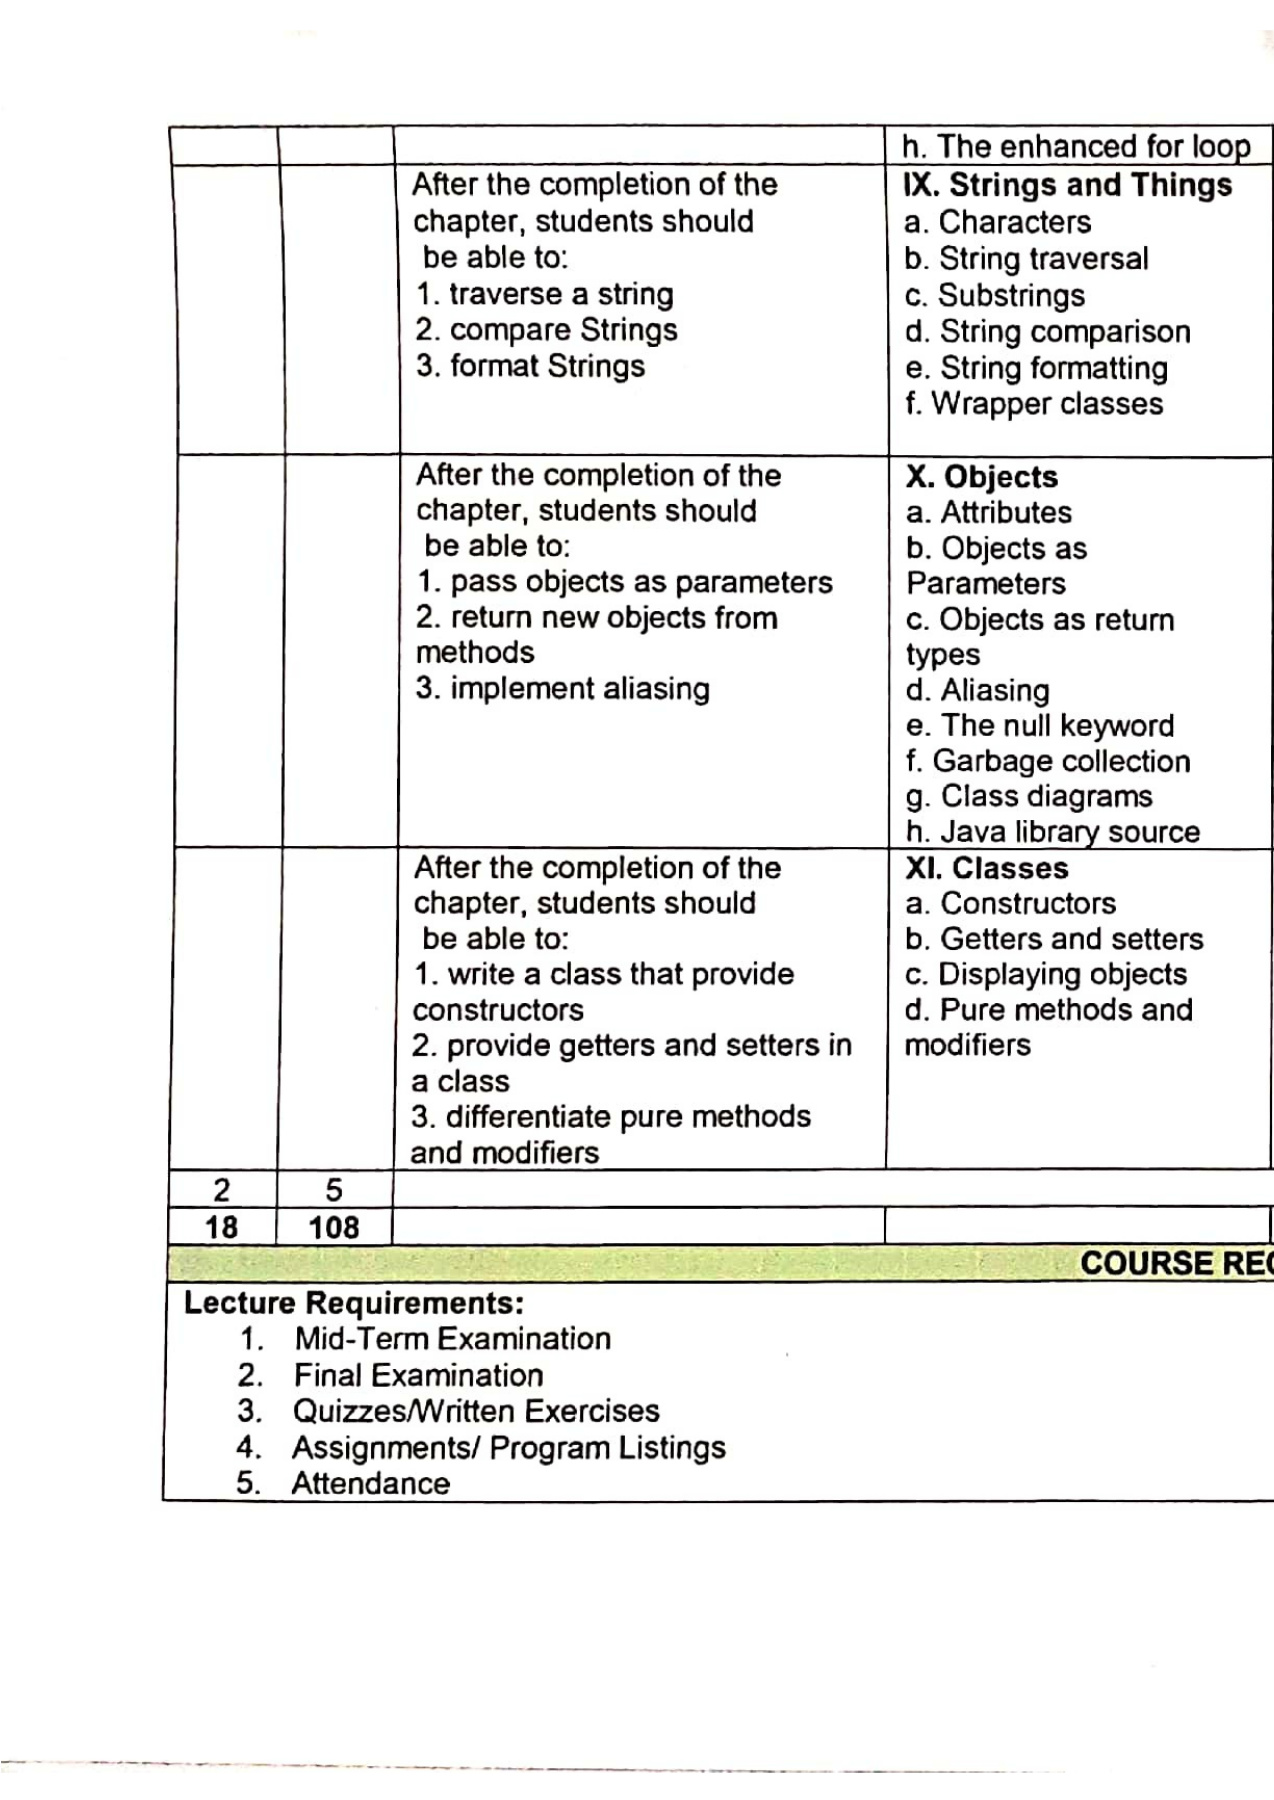 h. The enhanced for loop
After the completion of the
chapter, students should
be able to:
1. traverse a string
2. compare Strings
3. format Strings
IX. Strings and Things
a. Characters
b. String traversal
c. Substrings
d. String comparison
e. String formatting
f. Wrapper classes
After the completion of the
chapter, students should
be able to:
1. pass objects as parameters
2. return new objects from
methods
3. implement aliasing
X. Objects
a. Attributes
b. Objects as
Parameters
c. Objects as return
types
d. Aliasing
e. The null keyword
f. Garbage collection
g. Class diagrams
h. Java library source
After the completion of the
chapter, students should
be able to:
1. write a class that provide
constructors
2. provide getters and setters in
a class
3. differentiate pure methods
and modifiers
XI. Classes
a. Constructors
b. Getters and setters
c. Displaying objects
d. Pure methods and
modifiers
2 5
18 108
COURSE
Lecture Requirements:
1. Mid-Term Examination
2. Final Examination
3. Quizzes/Written Exercises
4. Assignments/ Program Listings
5. Attendance